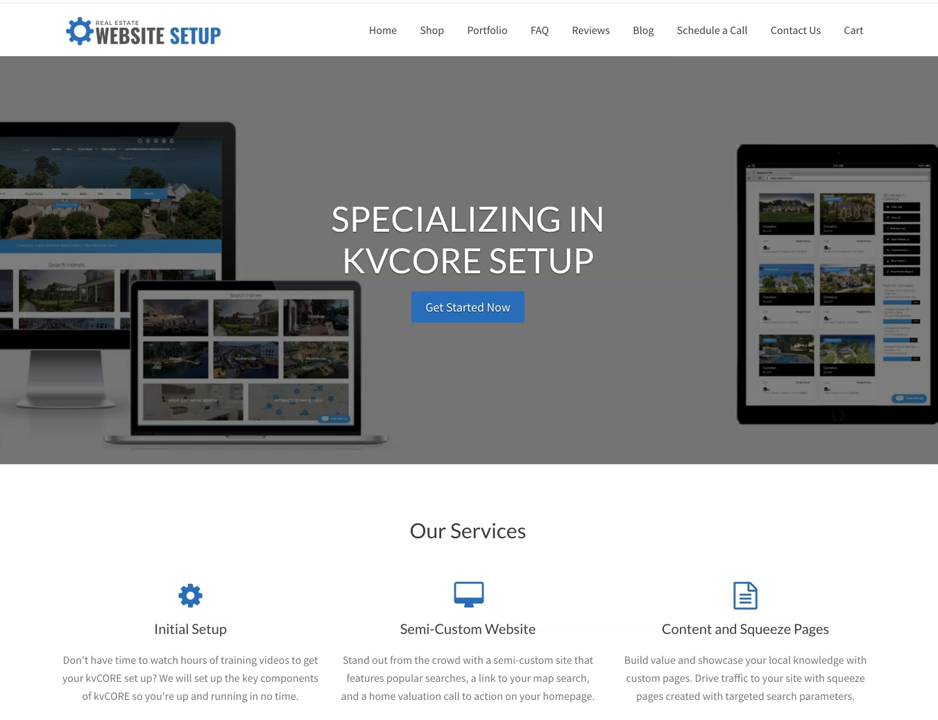 REAL ESTATE
WEBSITE SETUP
Home Shop Portfolio FAQ Reviews Blog Schedule a Call Contact Us Cart
SPECIALIZING IN
KVCORE SETUP
Get Started Now
Search Homes
Search Homes
Our Services
Initial Setup Semi-Custom Website Content and Squeeze Pages
Don't have time to watch hours of training videos to get
your kvCORE set up? We will set up the key components
of kvCORE so you're up and running in no time.
Stand out from the crowd with a semi-custom site that
features popular searches, a link to your map search,
and a home valuation call to action on your homepage.
Build value and showcase your local knowledge with
custom pages. Drive traffic to your site with squeeze
pages created with targeted search parameters.